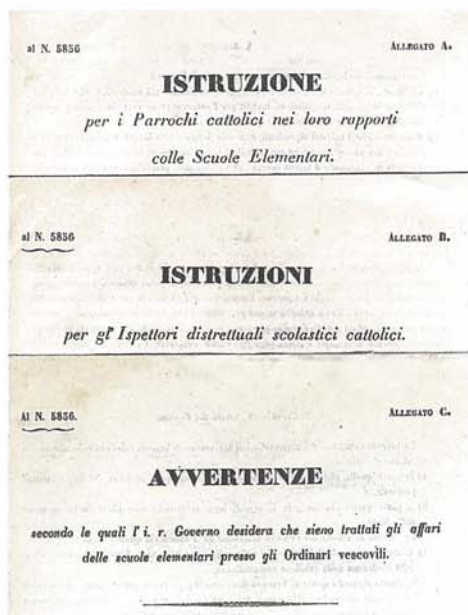 al N. 5856
ALLEGATO A.
ISTRUZIONE
per i Parrochi cattolici nei loro rapporti
colle Scuole Elementari.
al N. 5856
ALLEGATO B.
ISTRUZIONI
per gl' Ispettori distrettuali scolastici cattolici.
Al N. 5856.
ALLEGATO C.
AVVERTENZE
secondo le quali l' i. r. Governo desidera che sieno trattati gli affari
delle scuole elementari presso gli Ordinari vescovili.